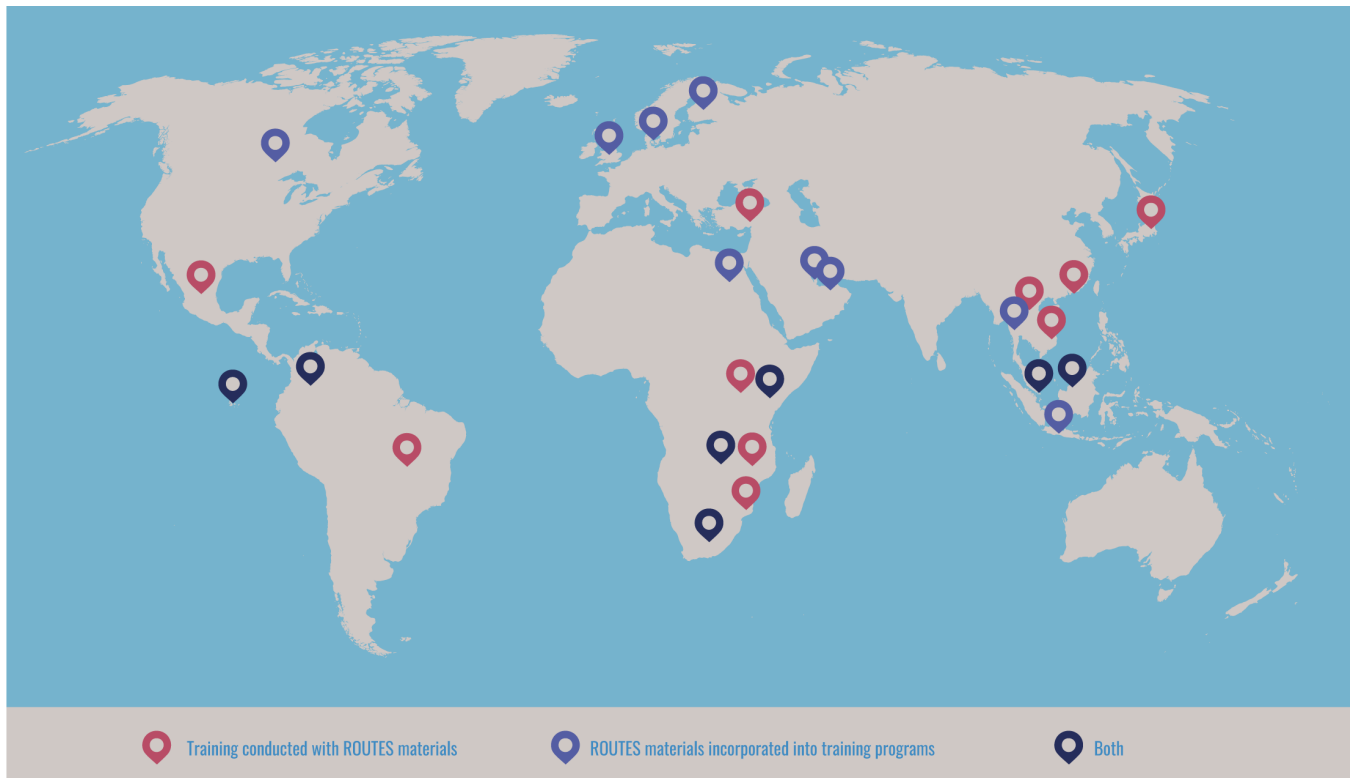 Training conducted with ROUTES materials
ROUTES materials incorporated into training programs
Both